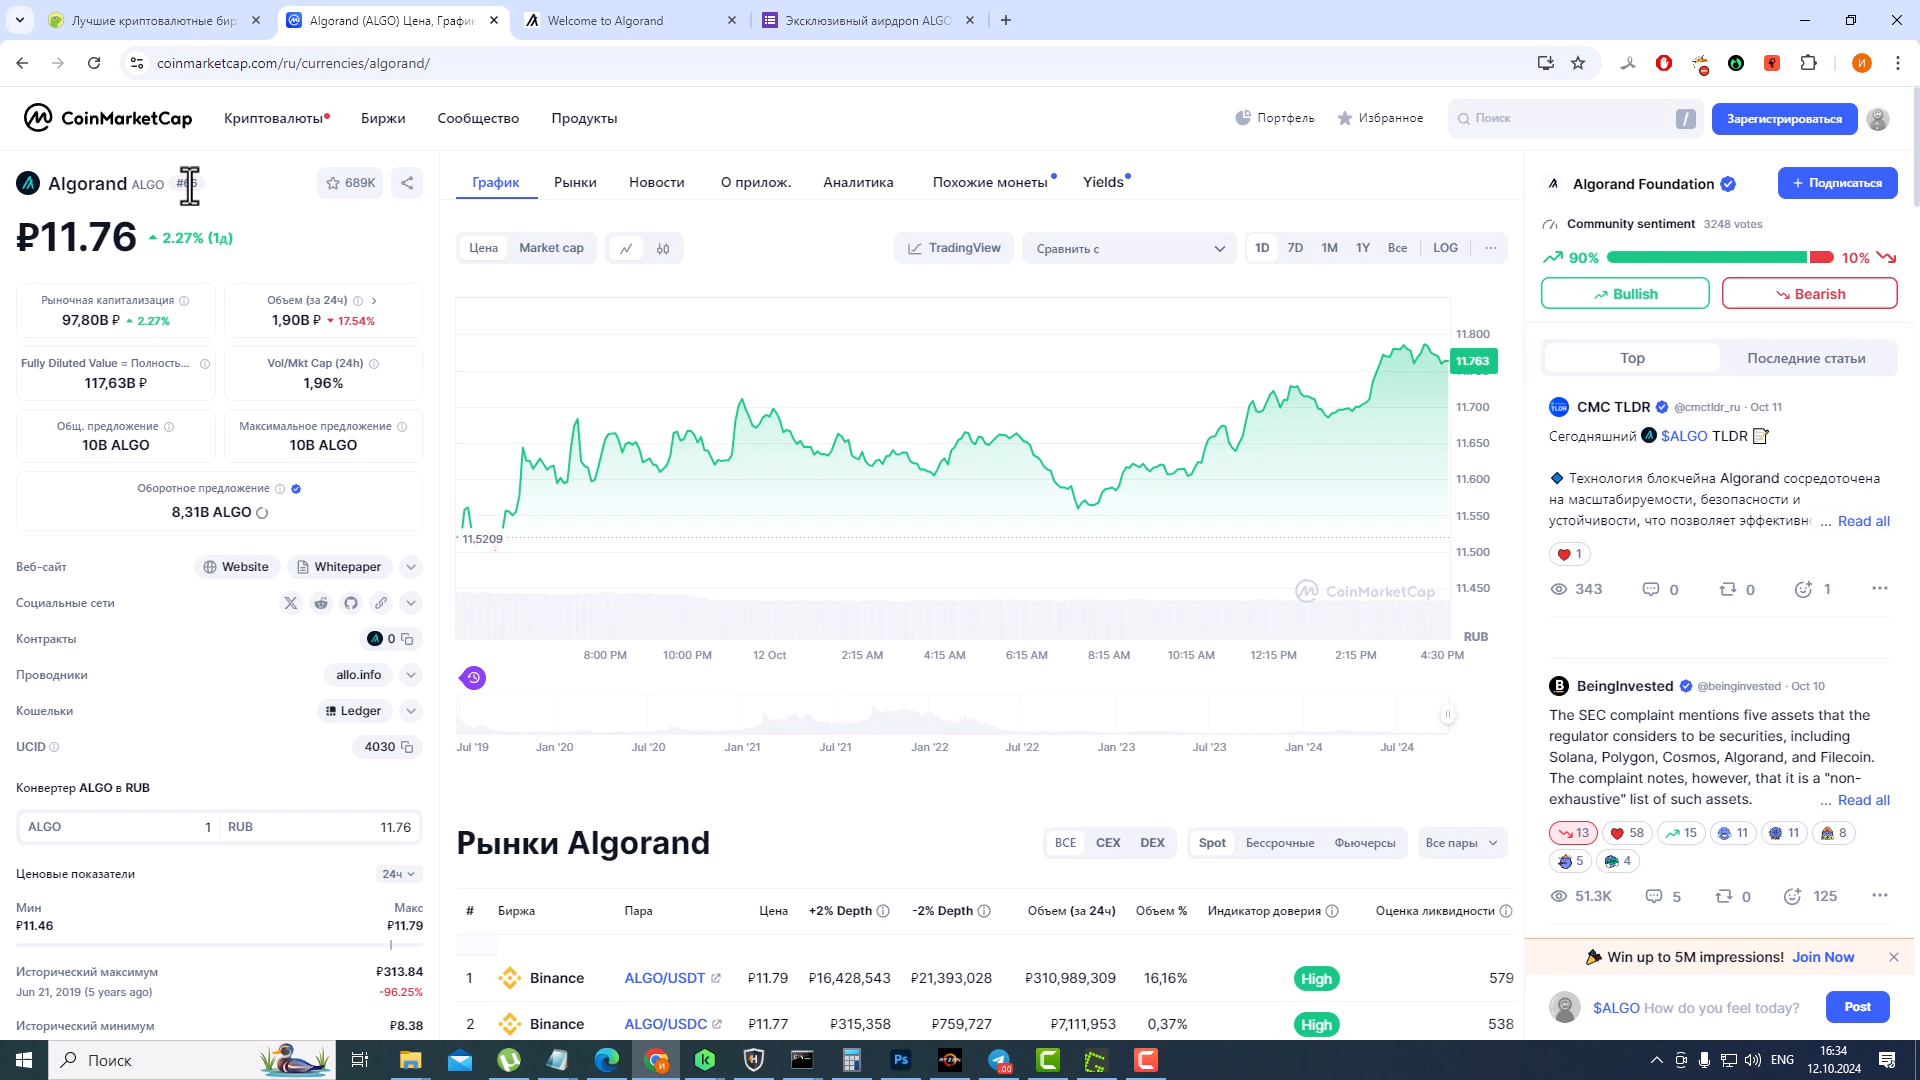 Лучшие криптовалютные бир
Algorand (ALGO) Цена, График
Welcome to Algorand
Эксклюзивный аирдроп ALGO
coinmarketcap.com/ru/currencies/algorand/
CoinMarketCap
Криптовалюты
Биржи
Сообщество
Продукты
Портфель
Избранное
Поиск
/
Зарегистрироваться
Algorand ALGO
689K
₽11.76
2.27% (1д)
Рыночная капитализация
97,80B ₽ 2.27%
Объем (за 24ч)
1,90B ₽ 17.54%
Fully Diluted Value = Полность...
117,63B ₽
Vol/Mkt Cap (24h)
1,96%
Общ. предложение
10B ALGO
Максимальное предложение
10B ALGO
Оборотное предложение
8,31B ALGO
Веб-сайт
Website
Whitepaper
Социальные сети
Контракты
0
Проводники
allo.info
Кошельки
Ledger
UCID
4030
Конвертер ALGO в RUB
ALGO 1
RUB 11.76
Ценовые показатели
24ч
Мин
Макс
₽11.46
₽11.79
Исторический максимум
₽313.84
Jun 21, 2019 (5 years ago)
-96.25%
Исторический минимум
₽8.38
График
Рынки
Новости
О прилож.
Аналитика
Похожие монеты
Yields
Цена
Market cap
TradingView
Сравнить с
1D
7D
1M
1Y
Все
LOG
11.800
11.763
11.700
11.650
11.600
11.550
11.500
11.450
11.5209
CoinMarketCap
RUB
8:00 PM
10:00 PM
12 Oct
2:15 AM
4:15 AM
6:15 AM
8:15 AM
10:15 AM
12:15 PM
2:15 PM
4:30 PM
Jul '19
Jan '20
Jul '20
Jan '21
Jul '21
Jan '22
Jul '22
Jan '23
Jul '23
Jan '24
Jul '24
Рынки Algorand
ВСЕ
CEX
DEX
Spot
Бессрочные
Фьючерсы
Все пары
#
Биржа
Пара
Цена
+2% Depth
-2% Depth
Объем (за 24ч)
Объем %
Индикатор доверия
Оценка ликвидности
1 Binance ALGO/USDT ₽11.79 ₽16,428,543 ₽21,393,028 ₽310,989,309 16,16% High 579
2 Binance ALGO/USDC ₽11.77 ₽315,358 ₽759,727 ₽7,111,953 0,37% High 538
Algorand Foundation
+ Подписаться
Community sentiment 3248 votes
90%
10%
Bullish
Bearish
Top
Последние статьи
CMC TLDR @cmctldr_ru · Oct 11
Сегодняшний $ALGO TLDR
Технология блокчейна Algorand сосредоточена
на масштабируемости, безопасности и
устойчивости, что позволяет эффективн ... Read all
1
343
0
0
1
BeingInvested @beinginvested · Oct 10
The SEC complaint mentions five assets that the
regulator considers to be securities, including
Solana, Polygon, Cosmos, Algorand, and Filecoin.
The complaint notes, however, that it is a "non-
exhaustive" list of such assets. ... Read all
13
58
15
11
11
8
5
4
51.3K
5
0
125
Win up to 5M impressions! Join Now
$ALGO How do you feel today?
Post
Поиск
ENG
16:34
12.10.2024